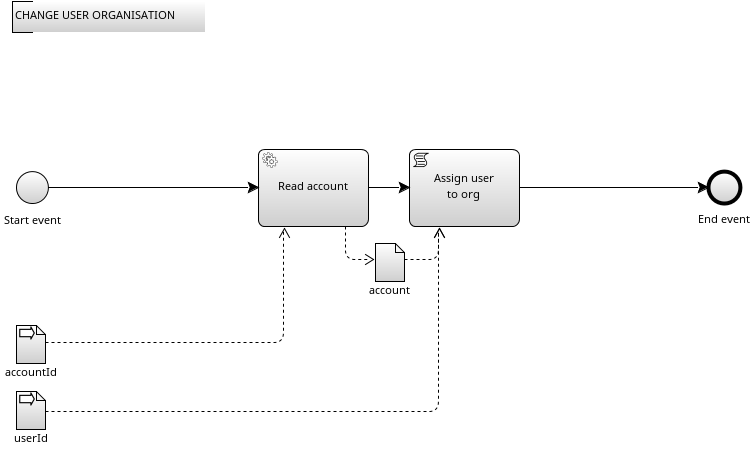 CHANGE USER ORGANISATION
Read account
Assign user
to org
Start event
End event
account
accountId
userId